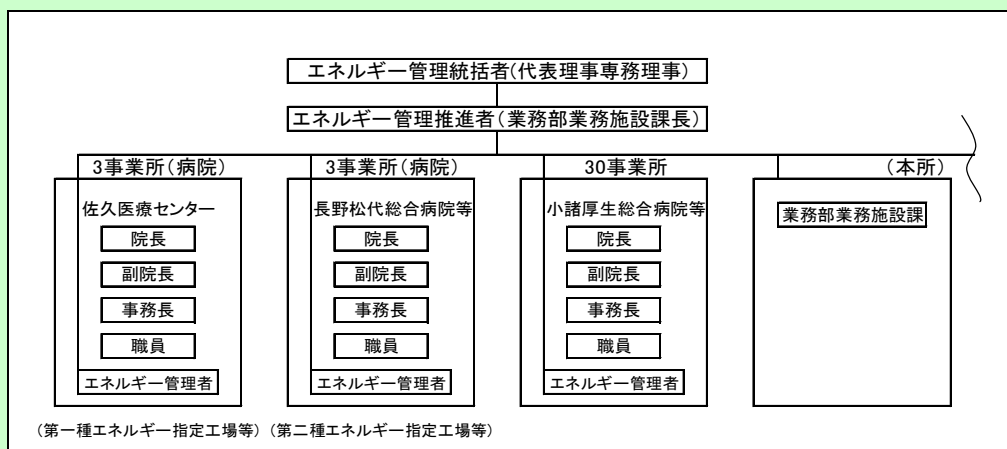 エネルギー管理統括者(代表理事専務理事)
エネルギー管理推進者(業務部業務施設課長)
3事業所(病院)
3事業所(病院)
30事業所
(本所)
佐久医療センター
院長
副院長
事務長
職員
エネルギー管理者
長野松代総合病院等
院長
副院長
事務長
職員
エネルギー管理者
小諸厚生総合病院等
院長
副院長
事務長
職員
エネルギー管理者
業務部業務施設課
(第一種エネルギー指定工場等)
(第二種エネルギー指定工場等)